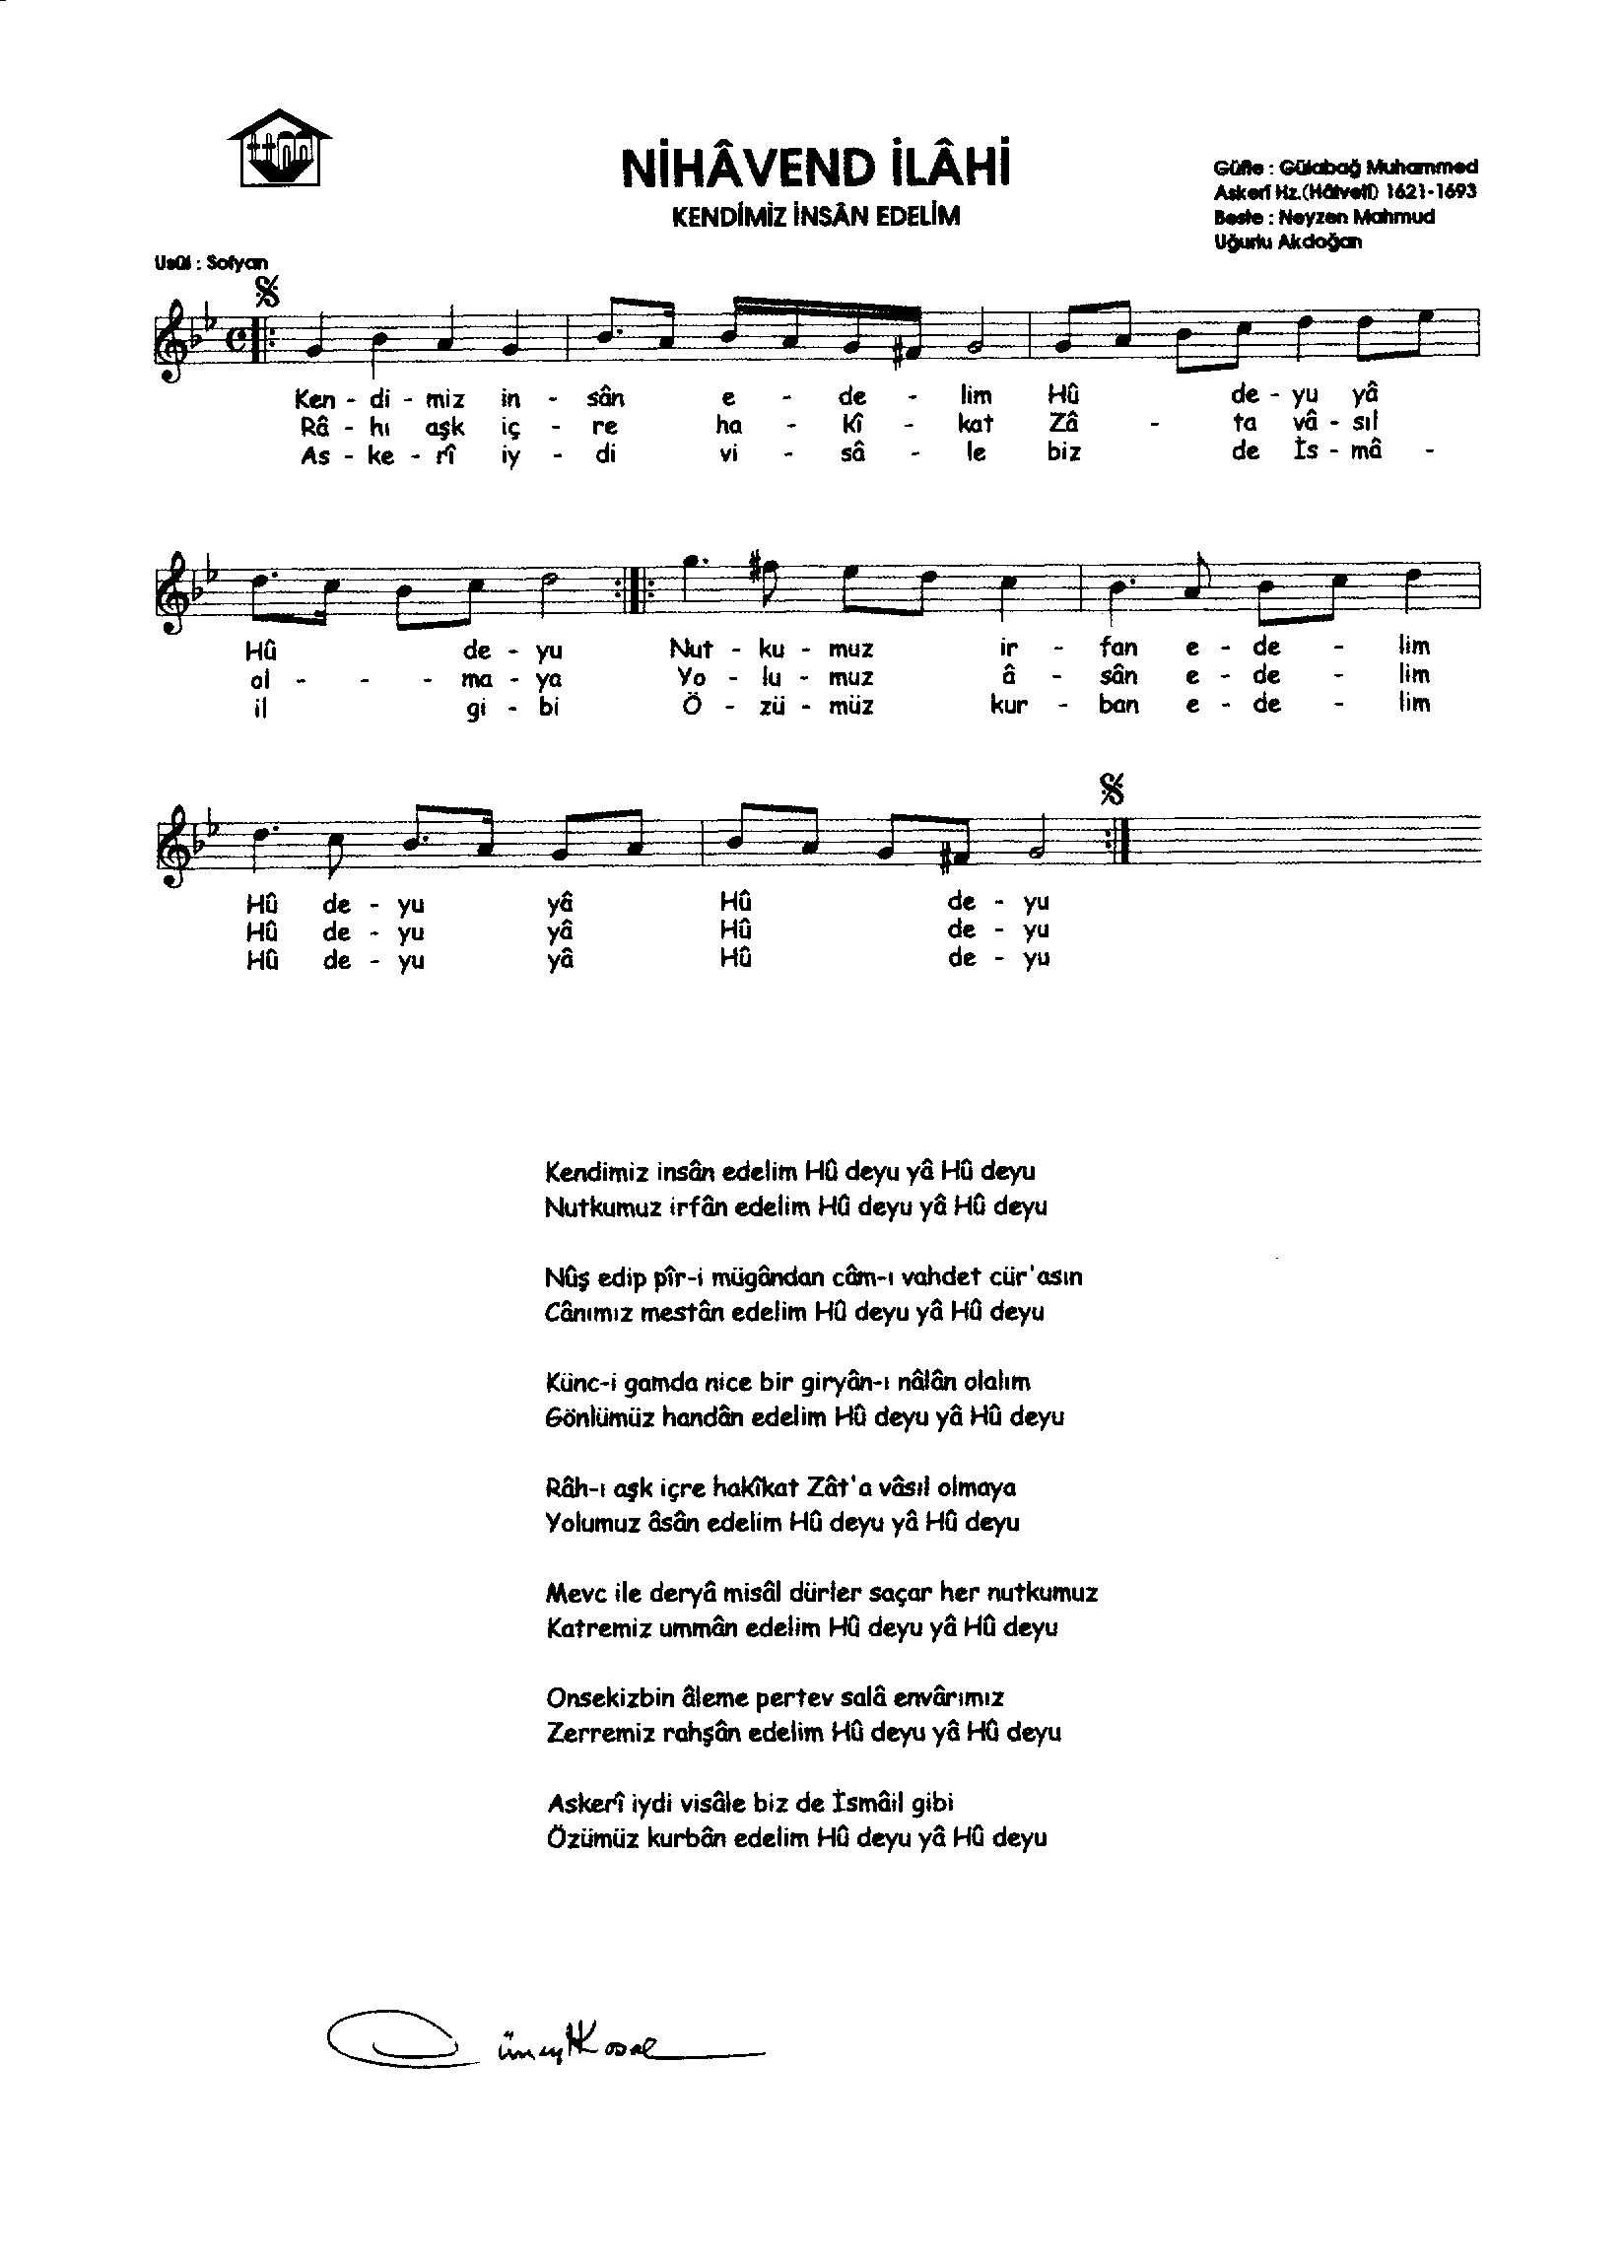 NİHÂVEND İLÂHİ
KENDİMİZ İNSÂN EDELİM
Güfte : Gülabağ Muhammed
Askerî Hz.(Hâlvetî) 1621-1693
Beste : Neyzen Mahmud
Uğurlu Akdoğan
Usûl : Sofyan
Ken - di - miz in - sân e - de - lim Hû de - yu yâ
Râ - hı aşk iç - re ha - kî - kat Zâ - ta vâ - sıl
As - ke - rî iy - di vi - sâ - le biz de İs - mâ -
Hû de - yu Nut - ku - muz ir - fan e - de - lim
ol - - - ma - ya Yo - lu - muz â - sân e - de - lim
il gi - bi Ö - zü - müz kur - ban e - de - lim
Hû de - yu yâ Hû de - yu
Hû de - yu yâ Hû de - yu
Hû de - yu yâ Hû de - yu
Kendimiz insân edelim Hû deyu yâ Hû deyu
Nutkumuz irfân edelim Hû deyu yâ Hû deyu
Nûş edip pîr-i mügândan câm-ı vahdet cür'asın
Cânımız mestân edelim Hû deyu yâ Hû deyu
Künc-i gamda nice bir giryân-ı nâlân olalım
Gönlümüz handân edelim Hû deyu yâ Hû deyu
Râh-ı aşk içre hakîkat Zât'a vâsıl olmaya
Yolumuz âsân edelim Hû deyu yâ Hû deyu
Mevc ile deryâ misâl dürler saçar her nutkumuz
Katremiz ummân edelim Hû deyu yâ Hû deyu
Onsekizbin âleme pertev salâ envârımız
Zerremiz rahşân edelim Hû deyu yâ Hû deyu
Askerî iydi visâle biz de İsmâil gibi
Özümüz kurbân edelim Hû deyu yâ Hû deyu
Cüneyt Kosal